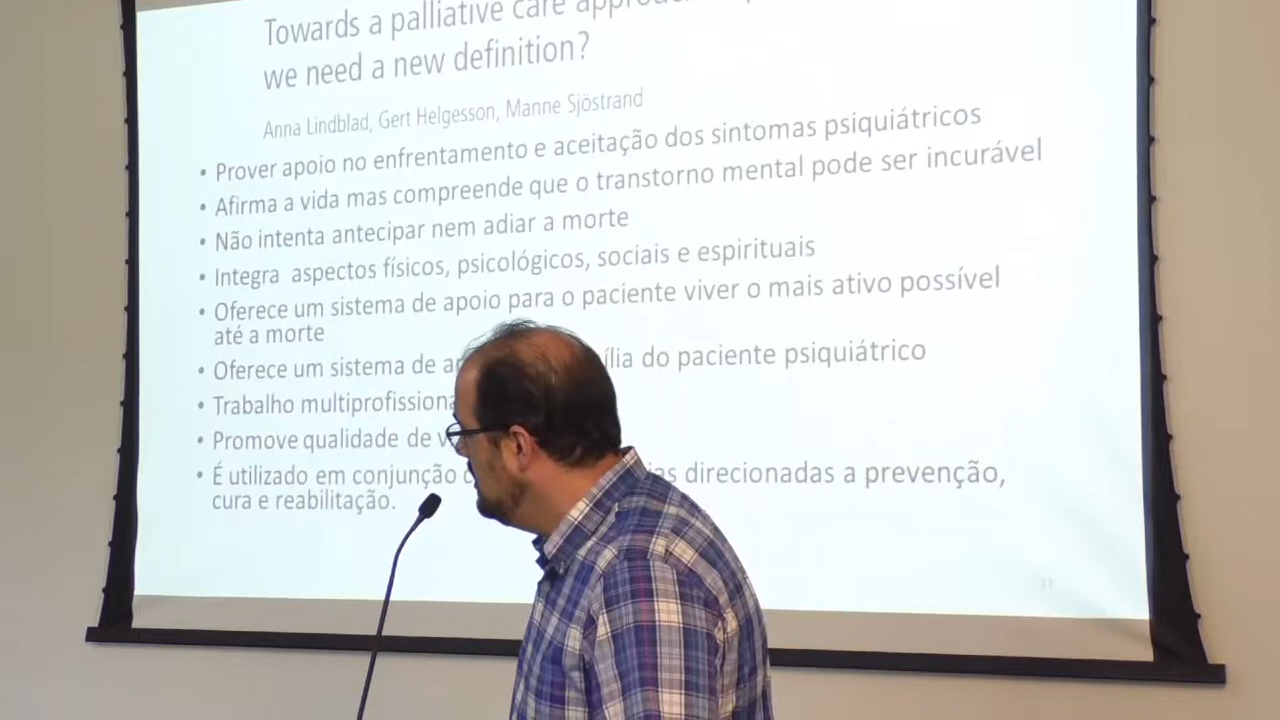 Towards a palliative care
we need a new definition?
Anna Lindblad, Gert Helgesson, Manne Sjöstrand
• Prover apoio no enfrentamento e aceitação dos sintomas psiquiátricos
• Afirma a vida mas compreende que o transtorno mental pode ser incurável
• Não intenta antecipar nem adiar a morte
• Integra aspectos físicos, psicológicos, sociais e espirituais
• Oferece um sistema de apoio para o paciente viver o mais ativo possível
até a morte
• Oferece um sistema de do paciente psiquiátrico
• Trabalho
• Promove qualidade de
• É utilizado em conjunção direcionadas a prevenção,
cura e reabilitação.